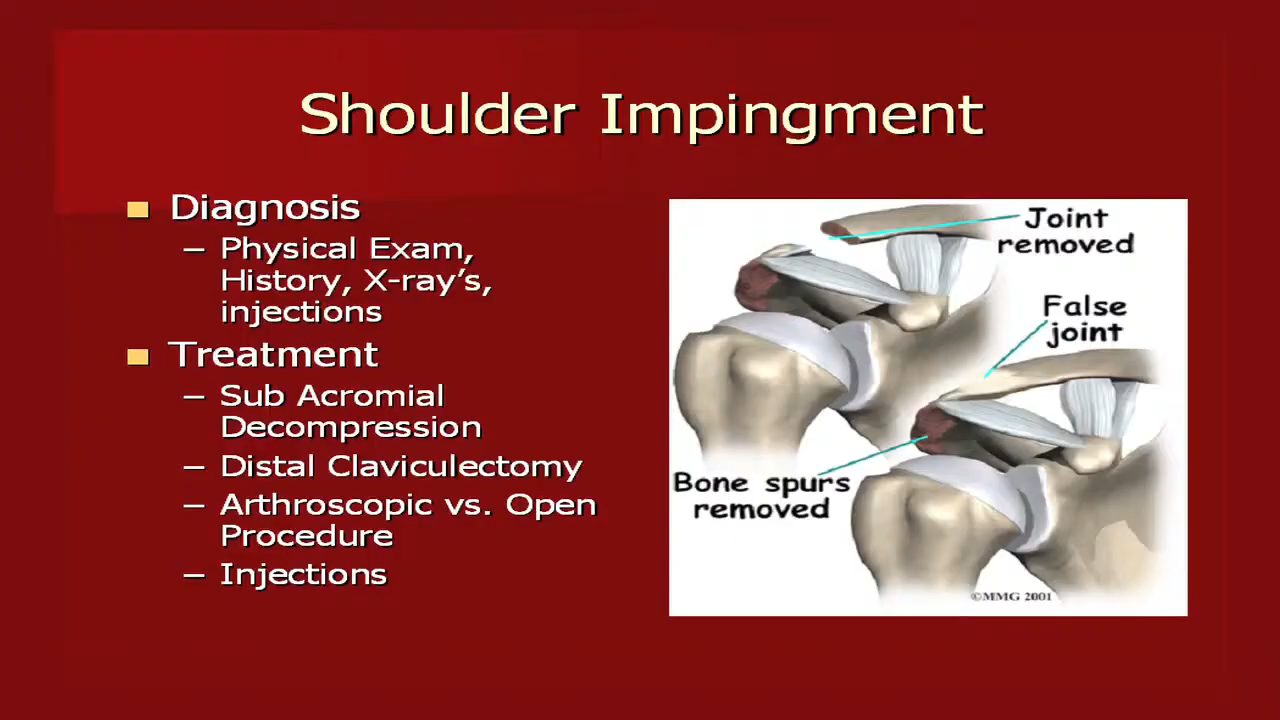 Shoulder Impingment
Diagnosis
– Physical Exam,
History, X-ray's,
injections
Treatment
– Sub Acromial
Decompression
– Distal Claviculectomy
– Arthroscopic vs. Open
Procedure
– Injections
Joint
removed
False
joint
Bone spurs
removed
©MMG 2001